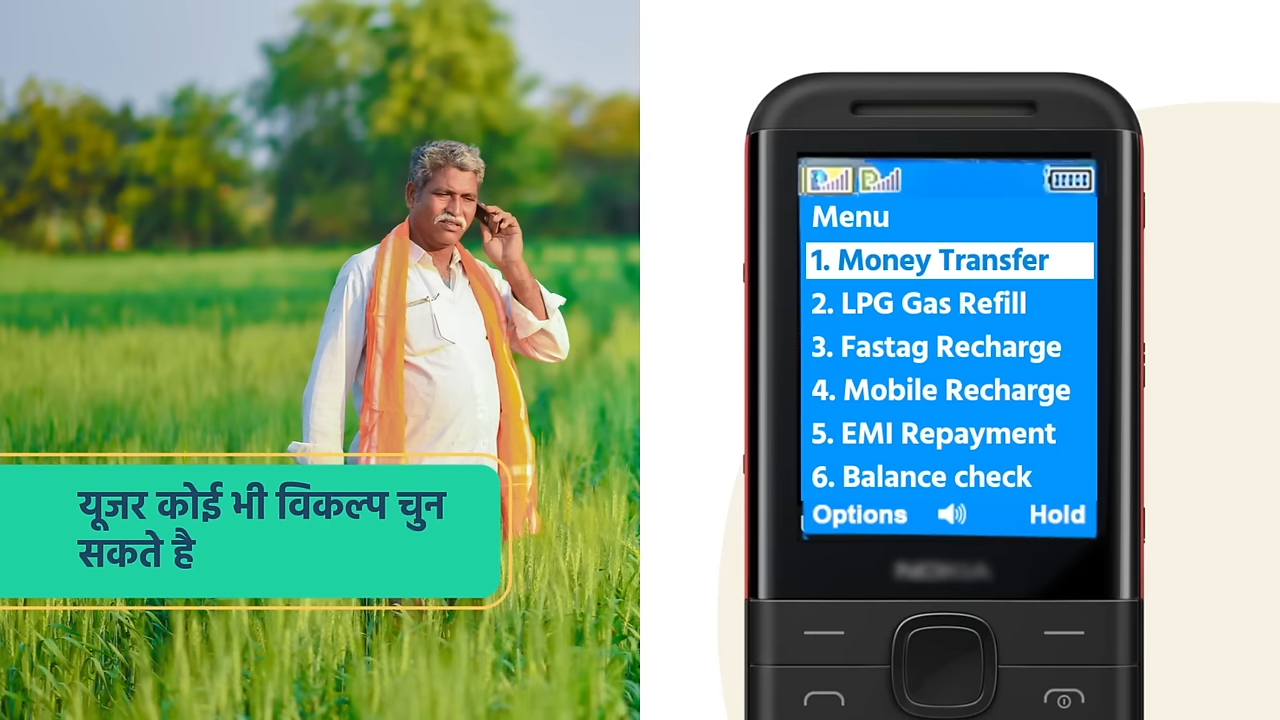 यूजर कोई भी विकल्प चुन
सकते है
Menu
1. Money Transfer
2. LPG Gas Refill
3. Fastag Recharge
4. Mobile Recharge
5. EMI Repayment
6. Balance check
Options Hold
NOKIA